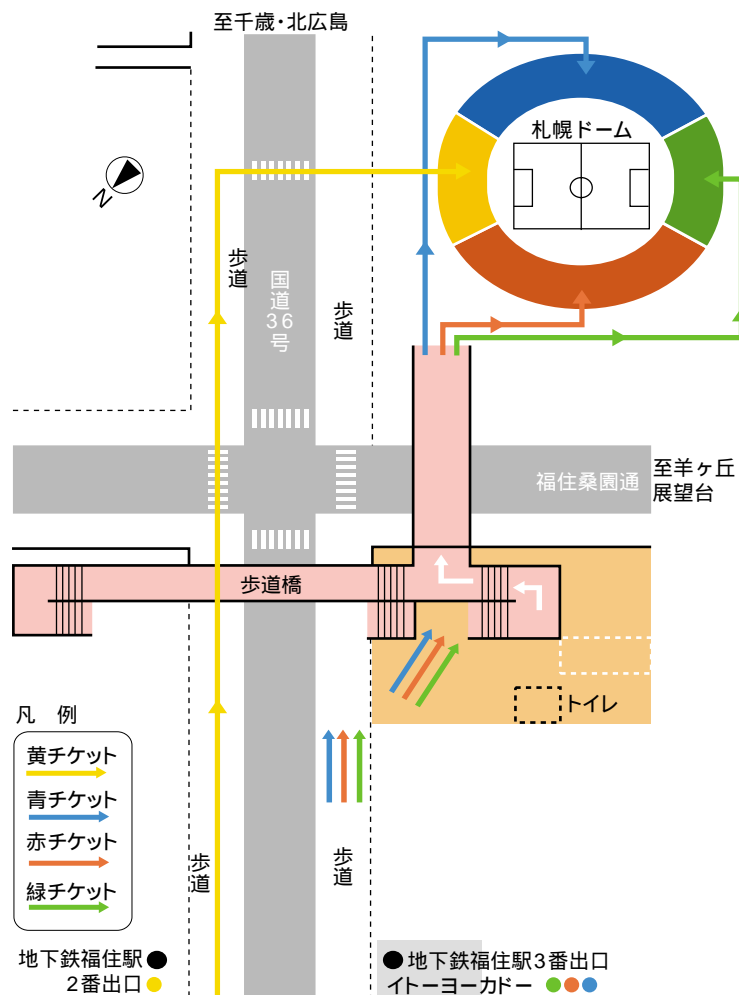 至千歳・北広島
札幌ドーム
N
歩道
国道36号
歩道
福住桑園通
至羊ヶ丘
展望台
歩道橋
トイレ
凡 例
黄チケット
青チケット
赤チケット
緑チケット
歩道
歩道
地下鉄福住駅●
2番出口●
●地下鉄福住駅3番出口
イトーヨーカドー ●●●